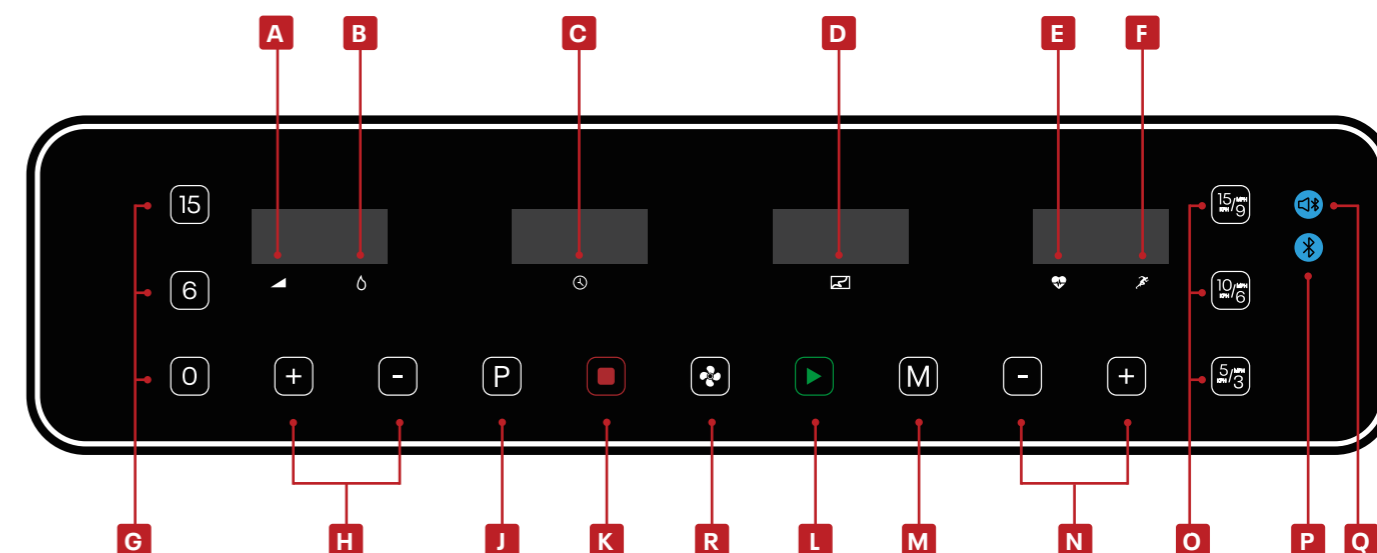 A B C D E F
15 15 KPH / MPH 9
6 10 KPH / MPH 6
0 + - P M - + 5 KPH / MPH 3
G H J K R L M N O P Q